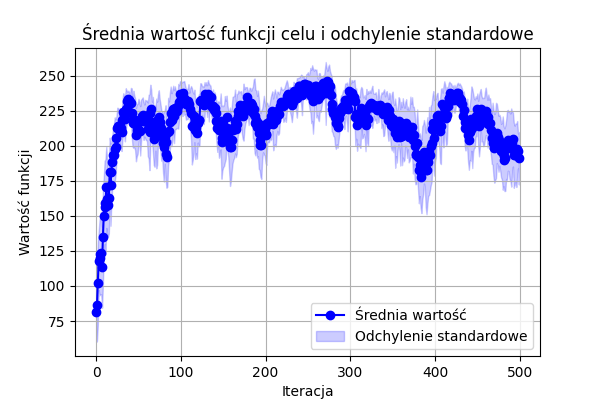 Średnia wartość funkcji celu i odchylenie standardowe
Wartość funkcji
250
225
200
175
150
125
100
75
Średnia wartość
Odchylenie standardowe
0 100 200 300 400 500
Iteracja